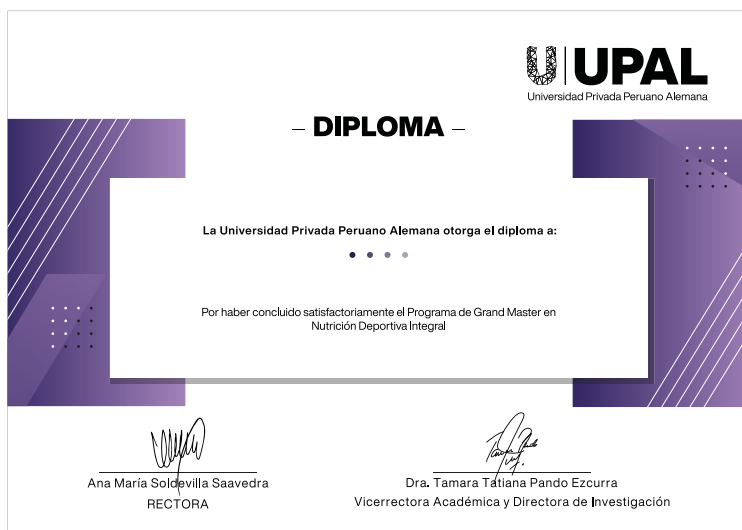 UPAL
Universidad Privada Peruano Alemana
– DIPLOMA –
La Universidad Privada Peruano Alemana otorga el diploma a:
Por haber concluido satisfactoriamente el Programa de Grand Master en
Nutrición Deportiva Integral
Ana María Soldevilla Saavedra
RECTORA
Dra. Tamara Tatiana Pando Ezcurra
Vicerrectora Académica y Directora de Investigación